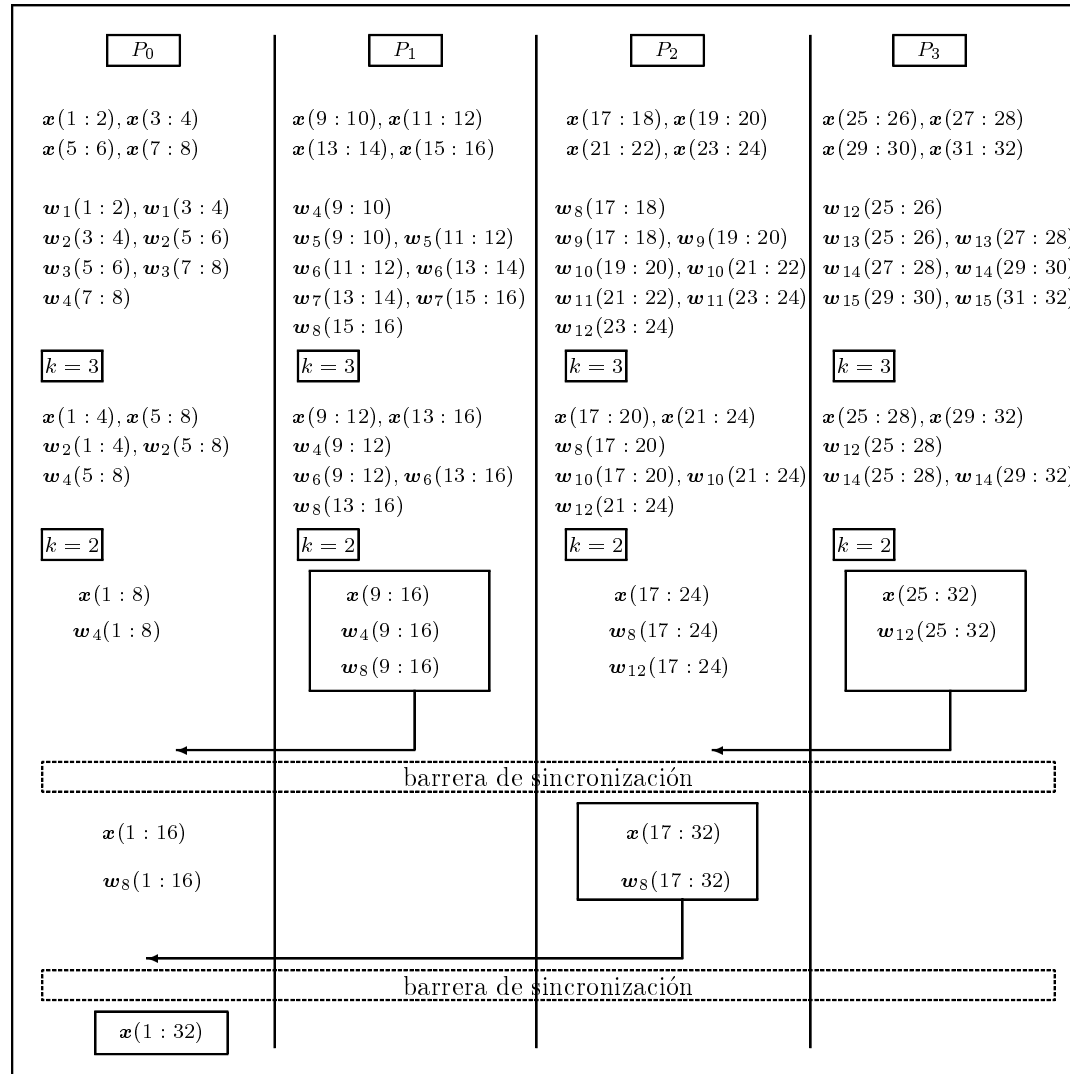 P0 P1 P2 P3
x(1 : 2), x(3 : 4) x(9 : 10), x(11 : 12) x(17 : 18), x(19 : 20) x(25 : 26), x(27 : 28)
x(5 : 6), x(7 : 8) x(13 : 14), x(15 : 16) x(21 : 22), x(23 : 24) x(29 : 30), x(31 : 32)
w1(1 : 2), w1(3 : 4) w4(9 : 10) w8(17 : 18) w12(25 : 26)
w2(3 : 4), w2(5 : 6) w5(9 : 10), w5(11 : 12) w9(17 : 18), w9(19 : 20) w13(25 : 26), w13(27 : 28)
w3(5 : 6), w3(7 : 8) w6(11 : 12), w6(13 : 14) w10(19 : 20), w10(21 : 22) w14(27 : 28), w14(29 : 30)
w4(7 : 8) w7(13 : 14), w7(15 : 16) w11(21 : 22), w11(23 : 24) w15(29 : 30), w15(31 : 32)
w8(15 : 16) w12(23 : 24)
k = 3 k = 3 k = 3 k = 3
x(1 : 4), x(5 : 8) x(9 : 12), x(13 : 16) x(17 : 20), x(21 : 24) x(25 : 28), x(29 : 32)
w2(1 : 4), w2(5 : 8) w4(9 : 12) w8(17 : 20) w12(25 : 28)
w4(5 : 8) w6(9 : 12), w6(13 : 16) w10(17 : 20), w10(21 : 24) w14(25 : 28), w14(29 : 32)
w8(13 : 16) w12(21 : 24)
k = 2 k = 2 k = 2 k = 2
x(1 : 8) x(9 : 16) x(17 : 24) x(25 : 32)
w4(1 : 8) w4(9 : 16) w8(17 : 24) w12(25 : 32)
w8(9 : 16) w12(17 : 24)
barrera de sincronización
x(1 : 16) x(17 : 32)
w8(1 : 16) w8(17 : 32)
barrera de sincronización
x(1 : 32)